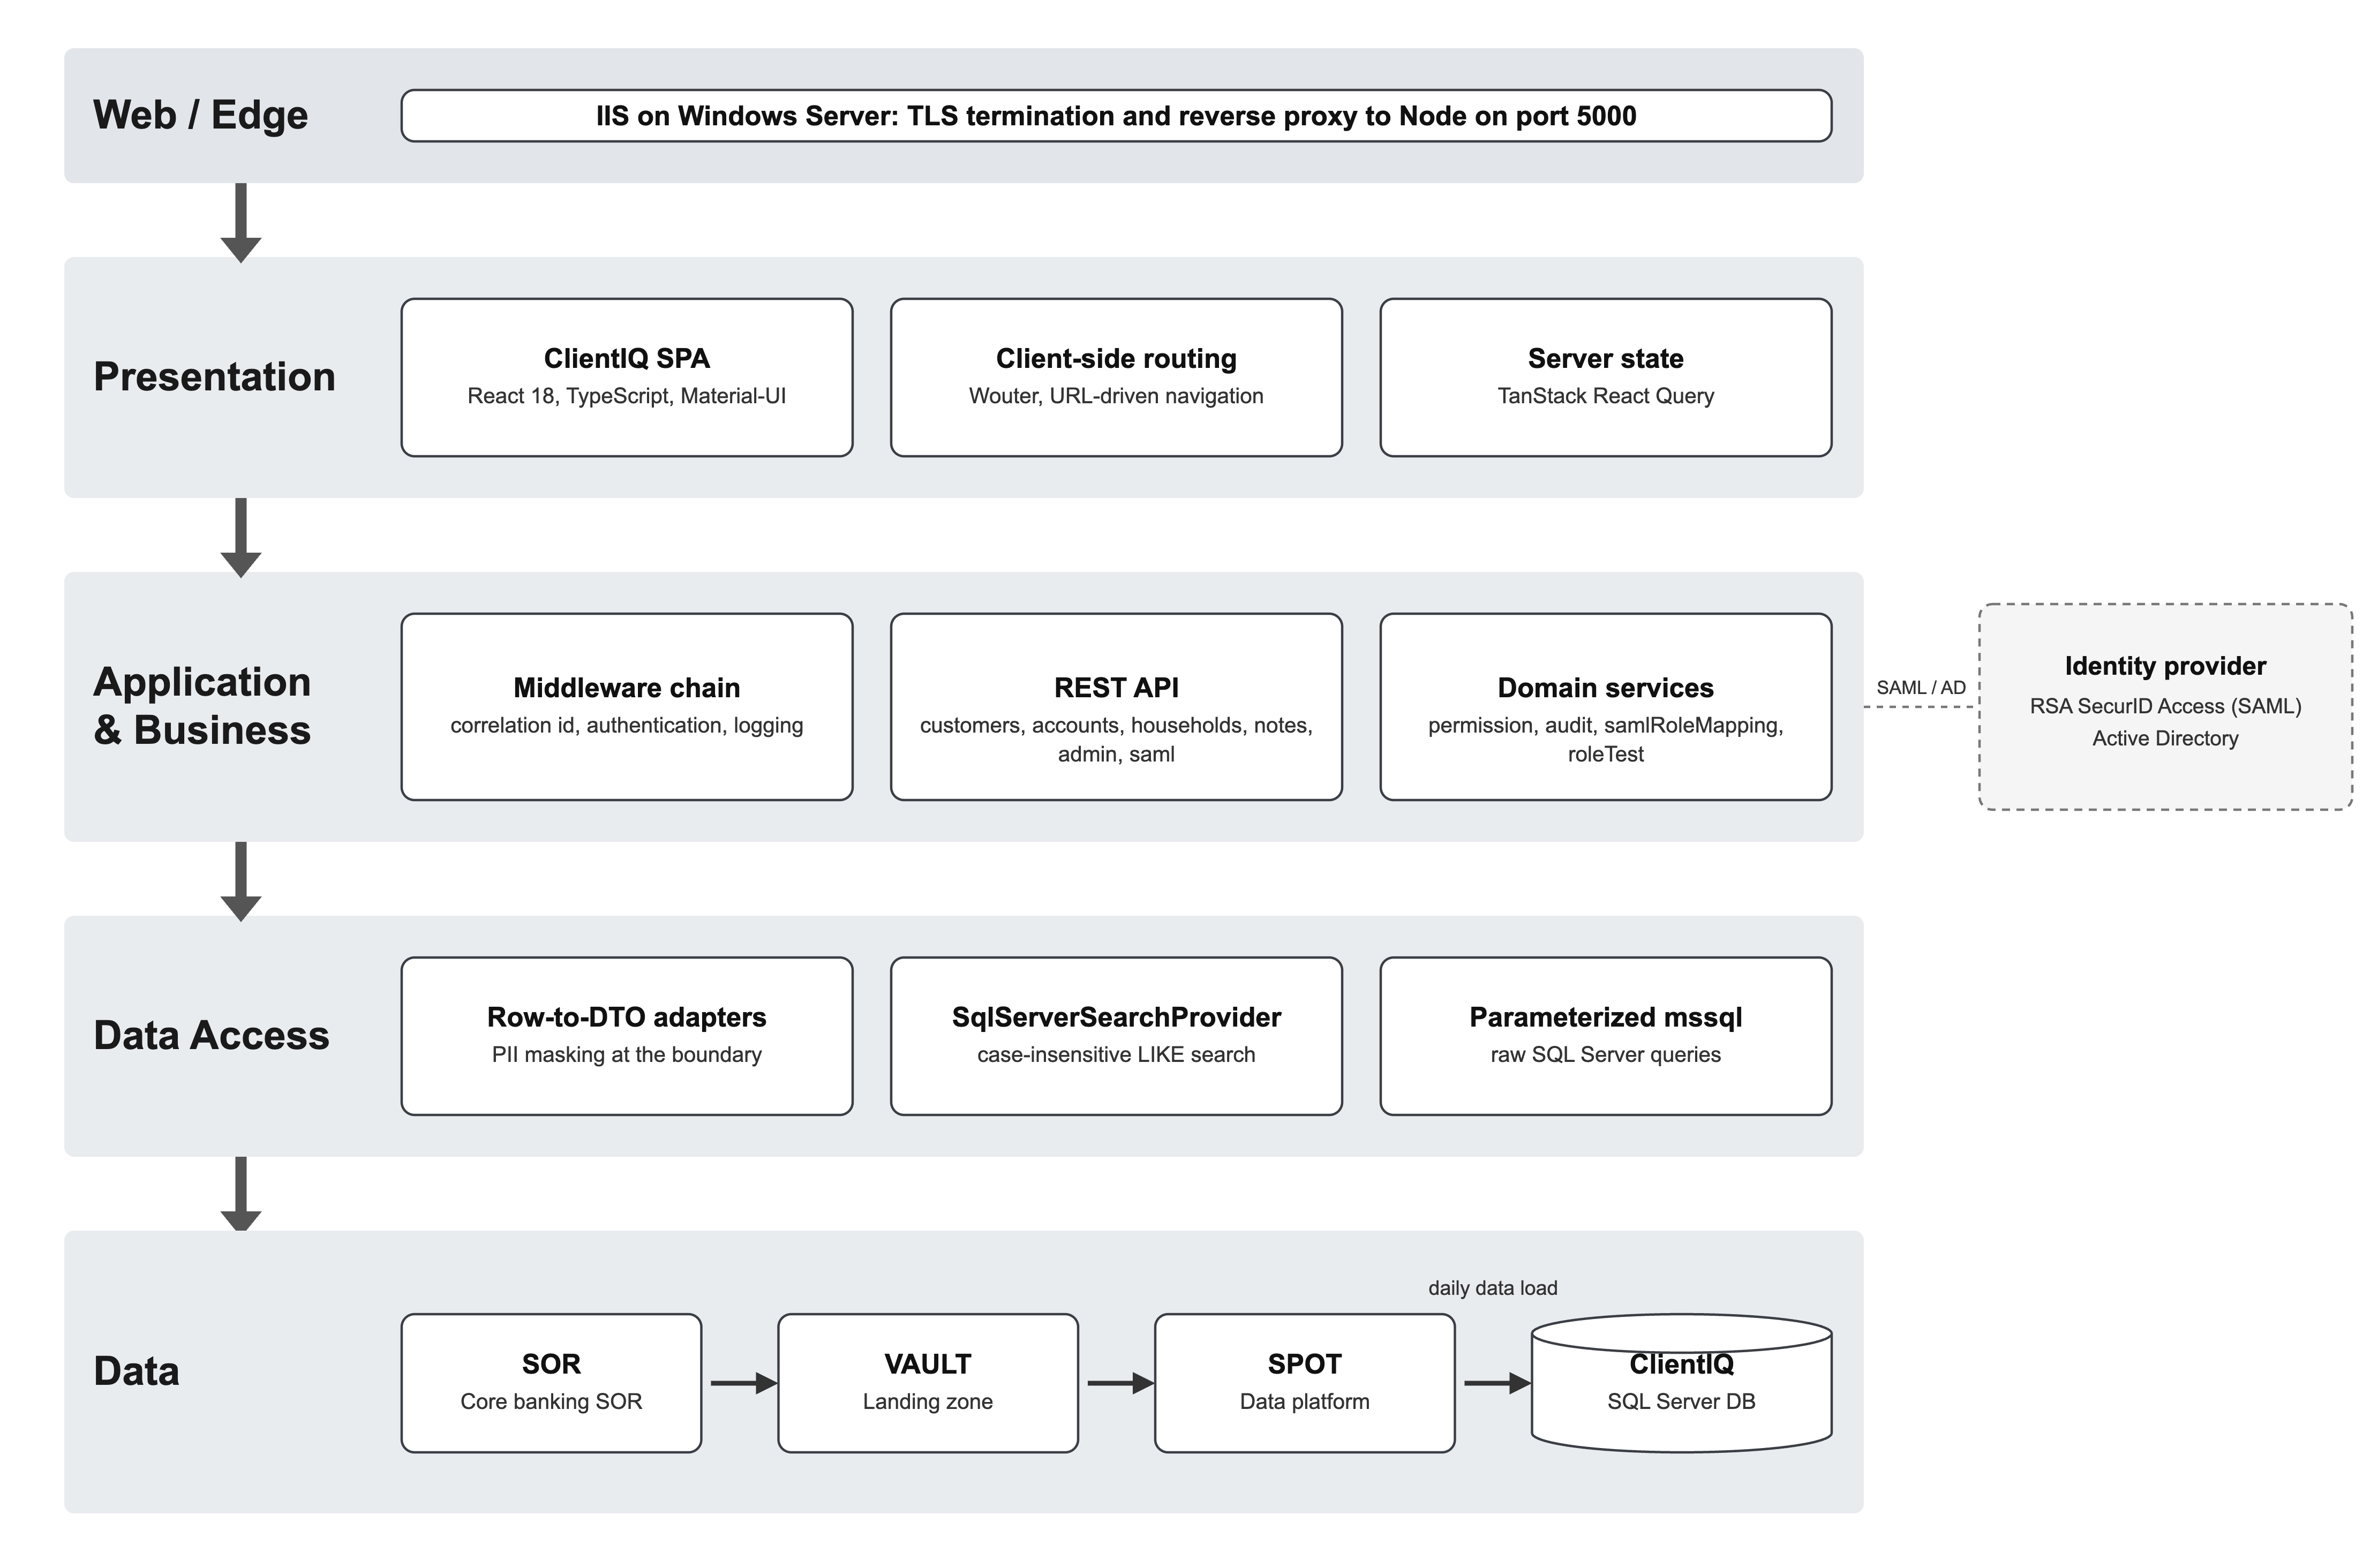 Web / Edge
IIS on Windows Server: TLS termination and reverse proxy to Node on port 5000
Presentation
ClientIQ SPA
React 18, TypeScript, Material-UI
Client-side routing
Wouter, URL-driven navigation
Server state
TanStack React Query
Application
& Business
Middleware chain
correlation id, authentication, logging
REST API
customers, accounts, households, notes,
admin, saml
Domain services
permission, audit, samlRoleMapping,
roleTest
SAML / AD
Identity provider
RSA SecurID Access (SAML)
Active Directory
Data Access
Row-to-DTO adapters
PII masking at the boundary
SqlServerSearchProvider
case-insensitive LIKE search
Parameterized mssql
raw SQL Server queries
Data
SOR
Core banking SOR
VAULT
Landing zone
SPOT
Data platform
daily data load
ClientIQ
SQL Server DB